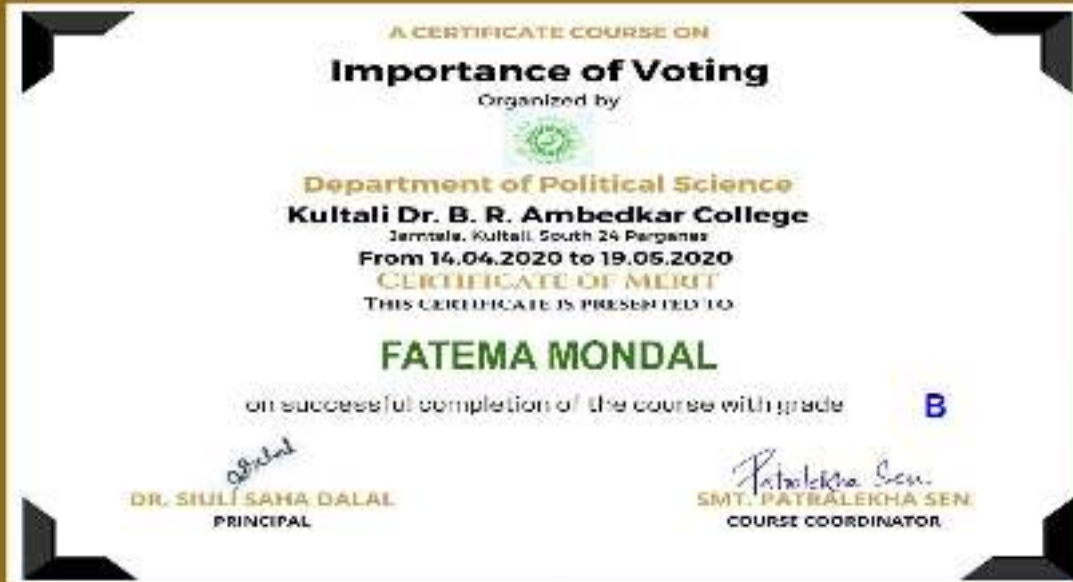 A CERTIFICATE COURSE ON
Importance of Voting
Organized by
Department of Political Science
Kultali Dr. B. R. Ambedkar College
Jamtala, Kultali, South 24 Parganas
From 14.04.2020 to 19.05.2020
CERTIFICATE OF MERIT
THIS CERTIFICATE IS PRESENTED TO
FATEMA MONDAL
on successful completion of the course with grade B
Patralekha Sen.
DR. SIULI SAHA DALAL
SMT. PATRALEKHA SEN
PRINCIPAL
COURSE COORDINATOR